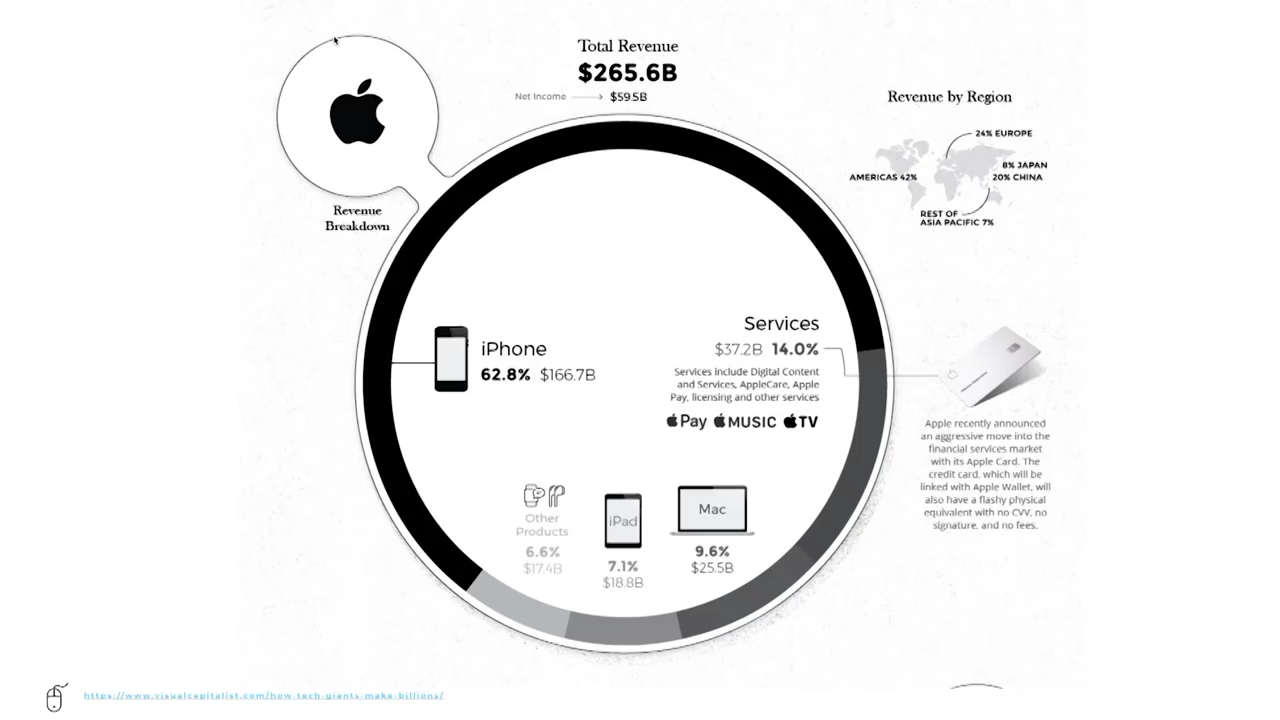 Total Revenue
$265.6B
Net Income
$59.5B
Revenue by Region
24% EUROPE
8% JAPAN
AMERICAS 42%
20% CHINA
REST OF
ASIA PACIFIC 7%
Revenue
Breakdown
iPhone
62.8% $166.7B
Services
$37.2B 14.0%
Services include Digital Content
and Services, AppleCare, Apple
Pay, licensing and other services
Pay MUSIC TV
Other
Products
6.6%
$17.4B
iPad
7.1%
$18.8B
Mac
9.6%
$25.5B
Apple recently announced
an aggressive move into the
financial services market
with its Apple Card. The
credit card, which will be
linked with Apple Wallet, will
also have a flashy physical
equivalent with no CVV, no
signature, and no fees.
https://www.visualcapitalist.com/how-tech-giants-make-billions/